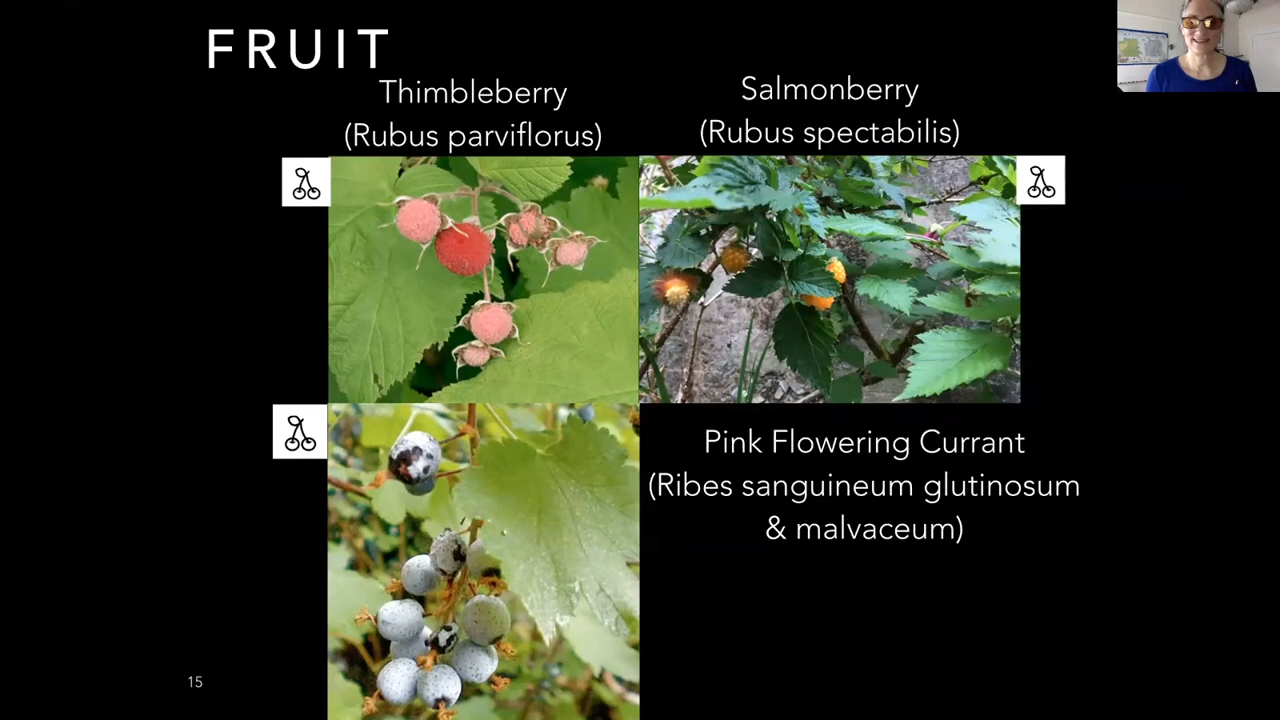 FRUIT
Thimbleberry
(Rubus parviflorus)
Salmonberry
(Rubus spectabilis)
Pink Flowering Currant
(Ribes sanguineum glutinosum
& malvaceum)
15